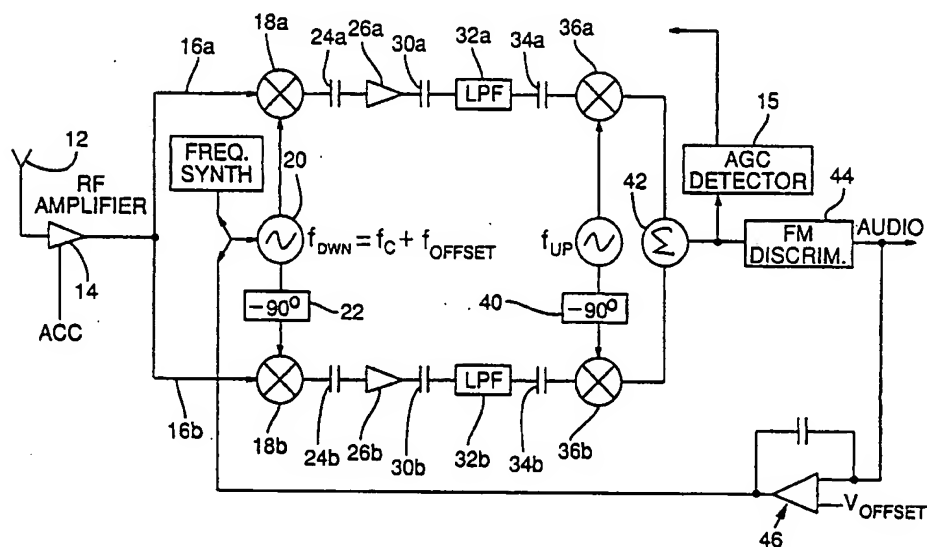 18a
26a
32a
36a
24a
30a
34a
16a
LPF
15
12
FREQ.
SYNTH
20
AGC
DETECTOR
44
RF
AMPLIFIER
42
AUDIO
f_DWN = f_C + f_OFFSET
f_UP
Σ
FM
DISCRIM.
14
-90°
22
40
-90°
ACC
LPF
16b
18b
24b
26b
30b
32b
34b
36b
V_OFFSET
46